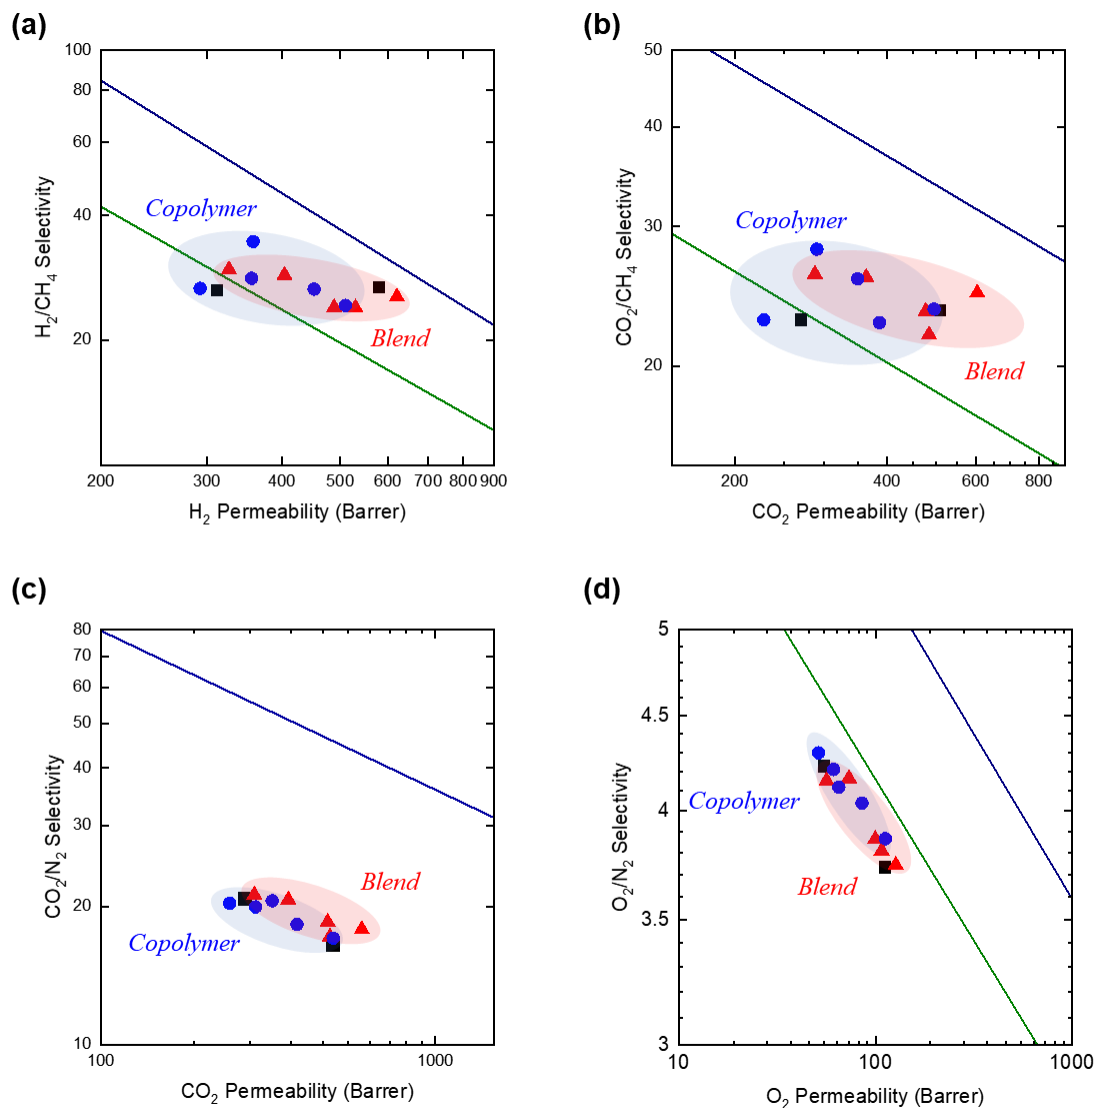 (a)
100
80
60
40
20
H₂/CH₄ Selectivity
Copolymer
Blend
200 300 400 500 600 700 800 900
H₂ Permeability (Barrer)
(b)
50
40
30
20
CO₂/CH₄ Selectivity
Copolymer
Blend
200 400 600 800
CO₂ Permeability (Barrer)
(c)
80
70
60
50
40
30
20
10
CO₂/N₂ Selectivity
Blend
Copolymer
100 1000
CO₂ Permeability (Barrer)
(d)
5
4.5
4
3.5
3
O₂/N₂ Selectivity
Copolymer
Blend
10 100 1000
O₂ Permeability (Barrer)